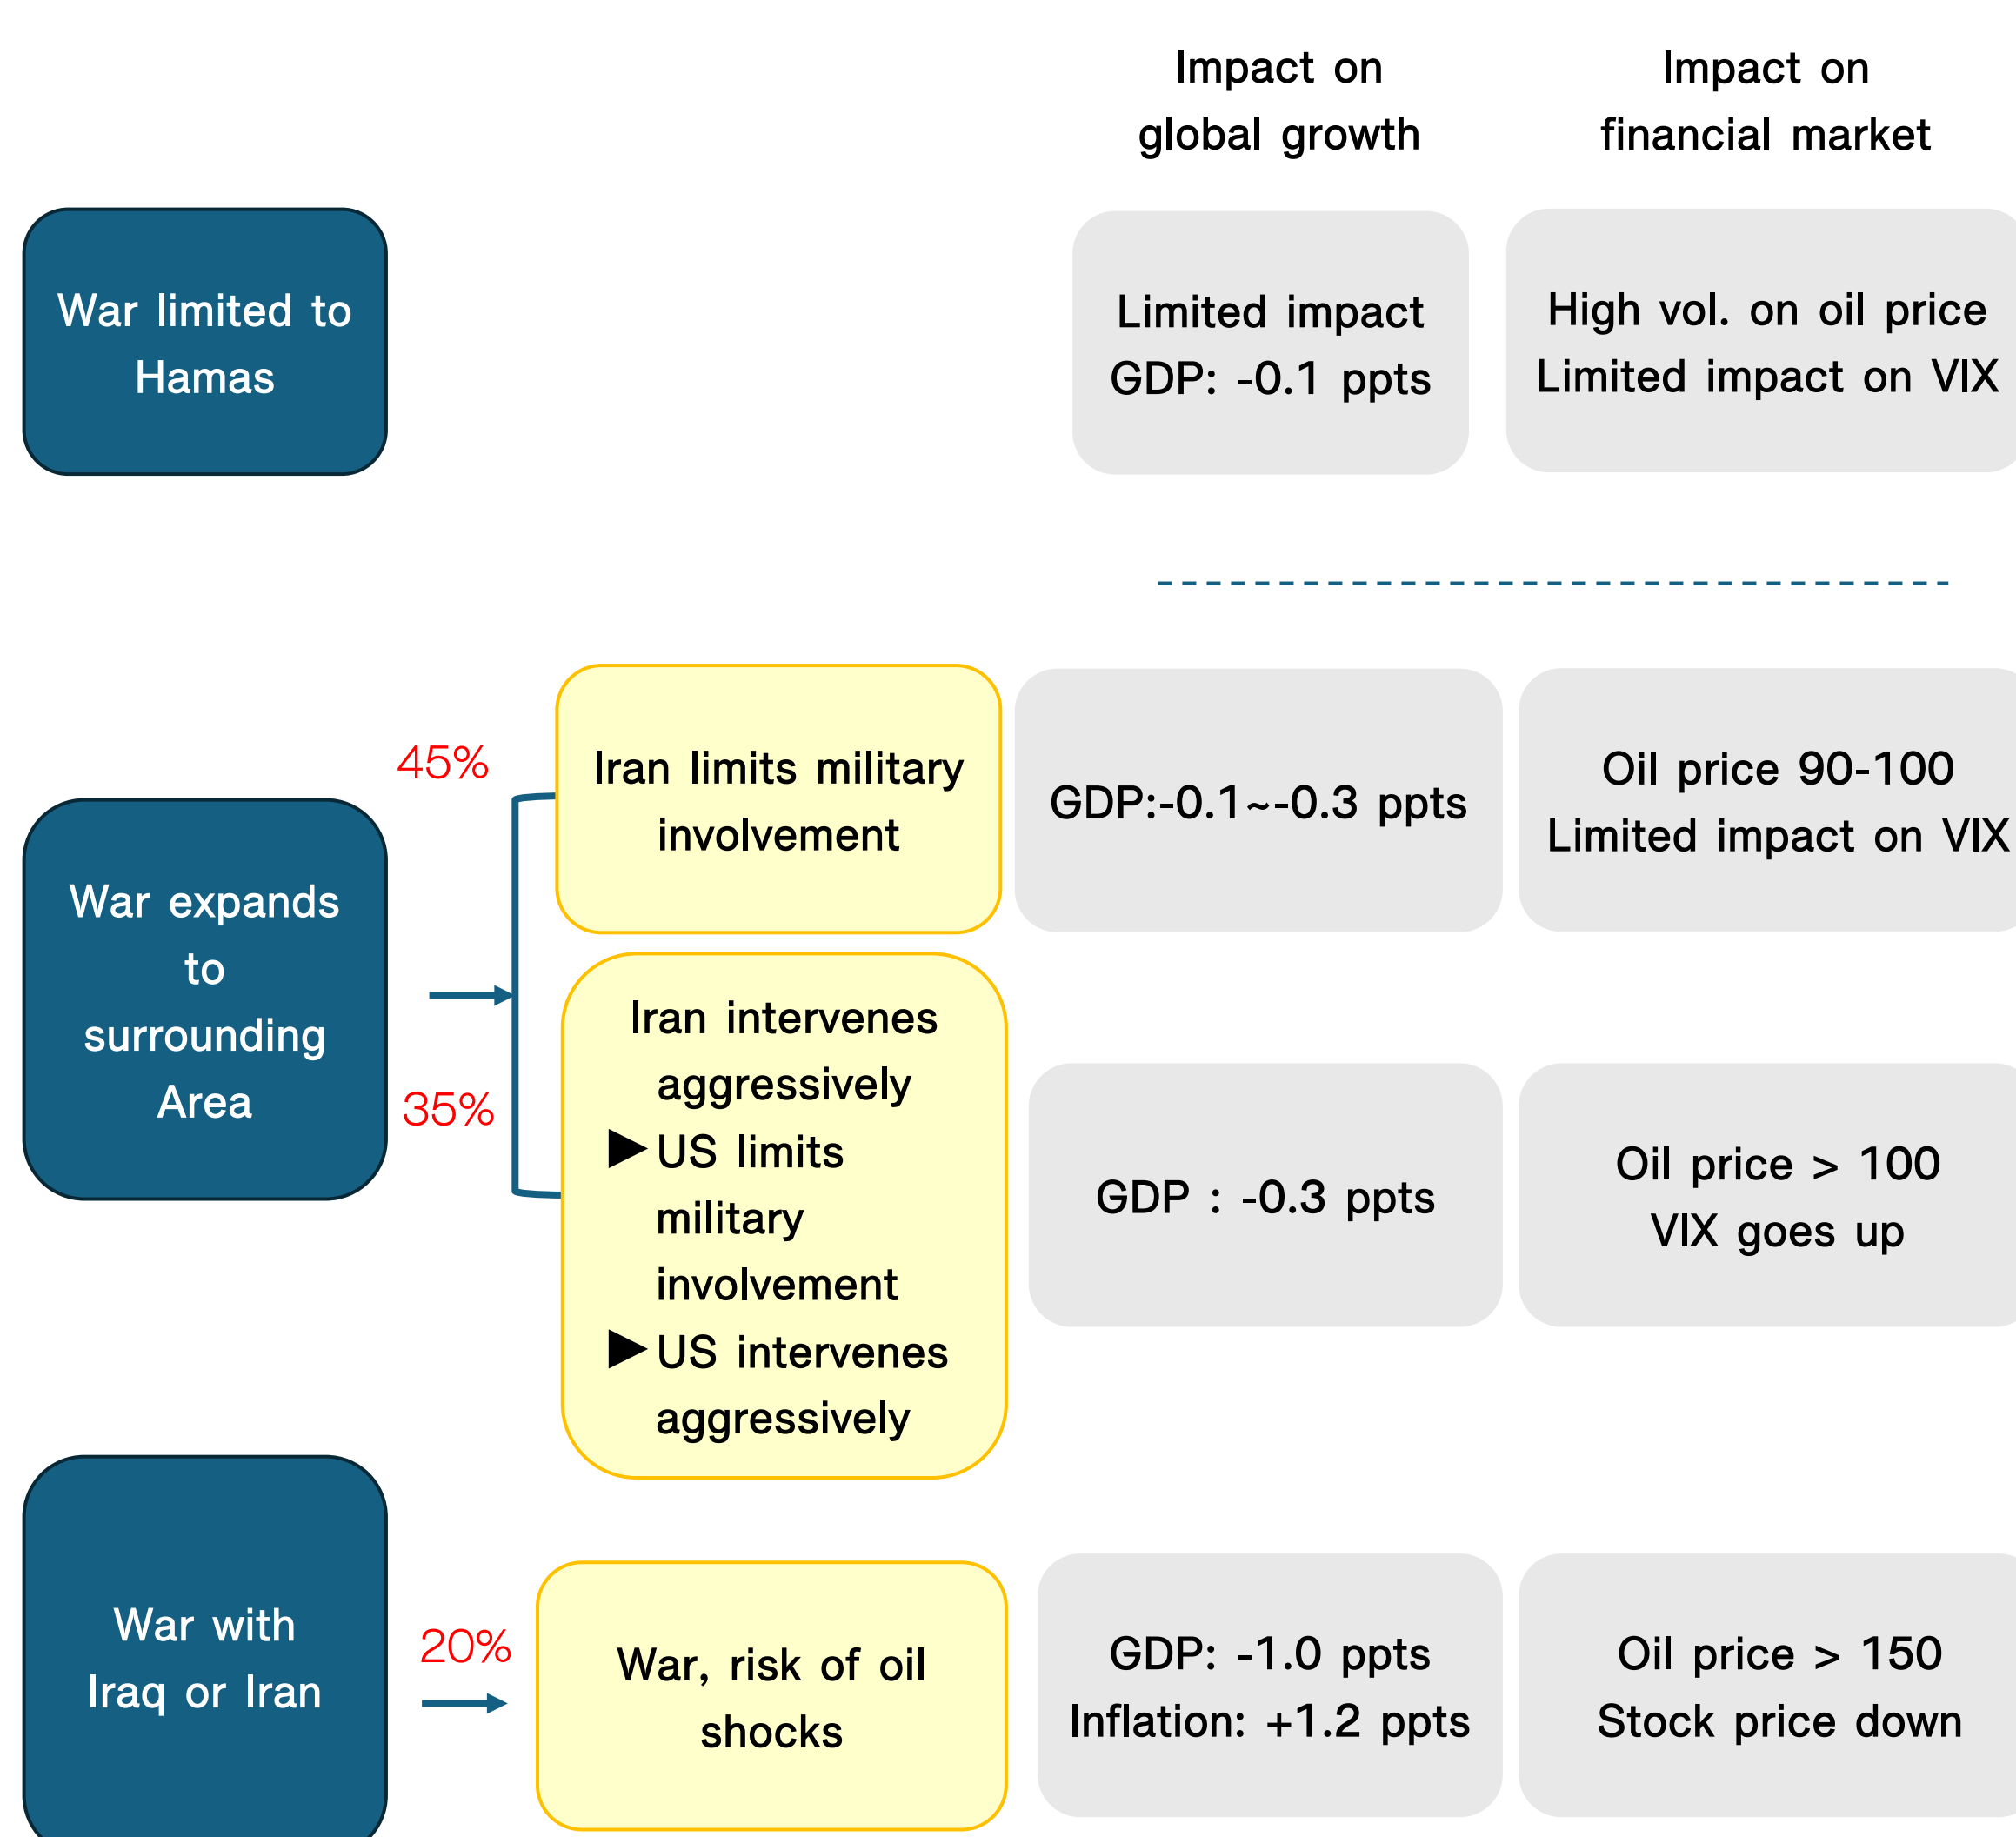 Impact on
global growth
Impact on
financial market
War limited to
Hamas
Limited impact
GDP: -0.1 ppts
High vol. on oil price
Limited impact on VIX
45%
Iran limits military
involvement
GDP:-0.1~-0.3 ppts
Oil price 90-100
Limited impact on VIX
War expands
to
surrounding
Area
35%
Iran intervenes
aggressively
US limits
military
involvement
US intervenes
aggressively
GDP : -0.3 ppts
Oil price > 100
VIX goes up
War with
Iraq or Iran
20%
War, risk of oil
shocks
GDP: -1.0 ppts
Inflation: +1.2 ppts
Oil price > 150
Stock price down